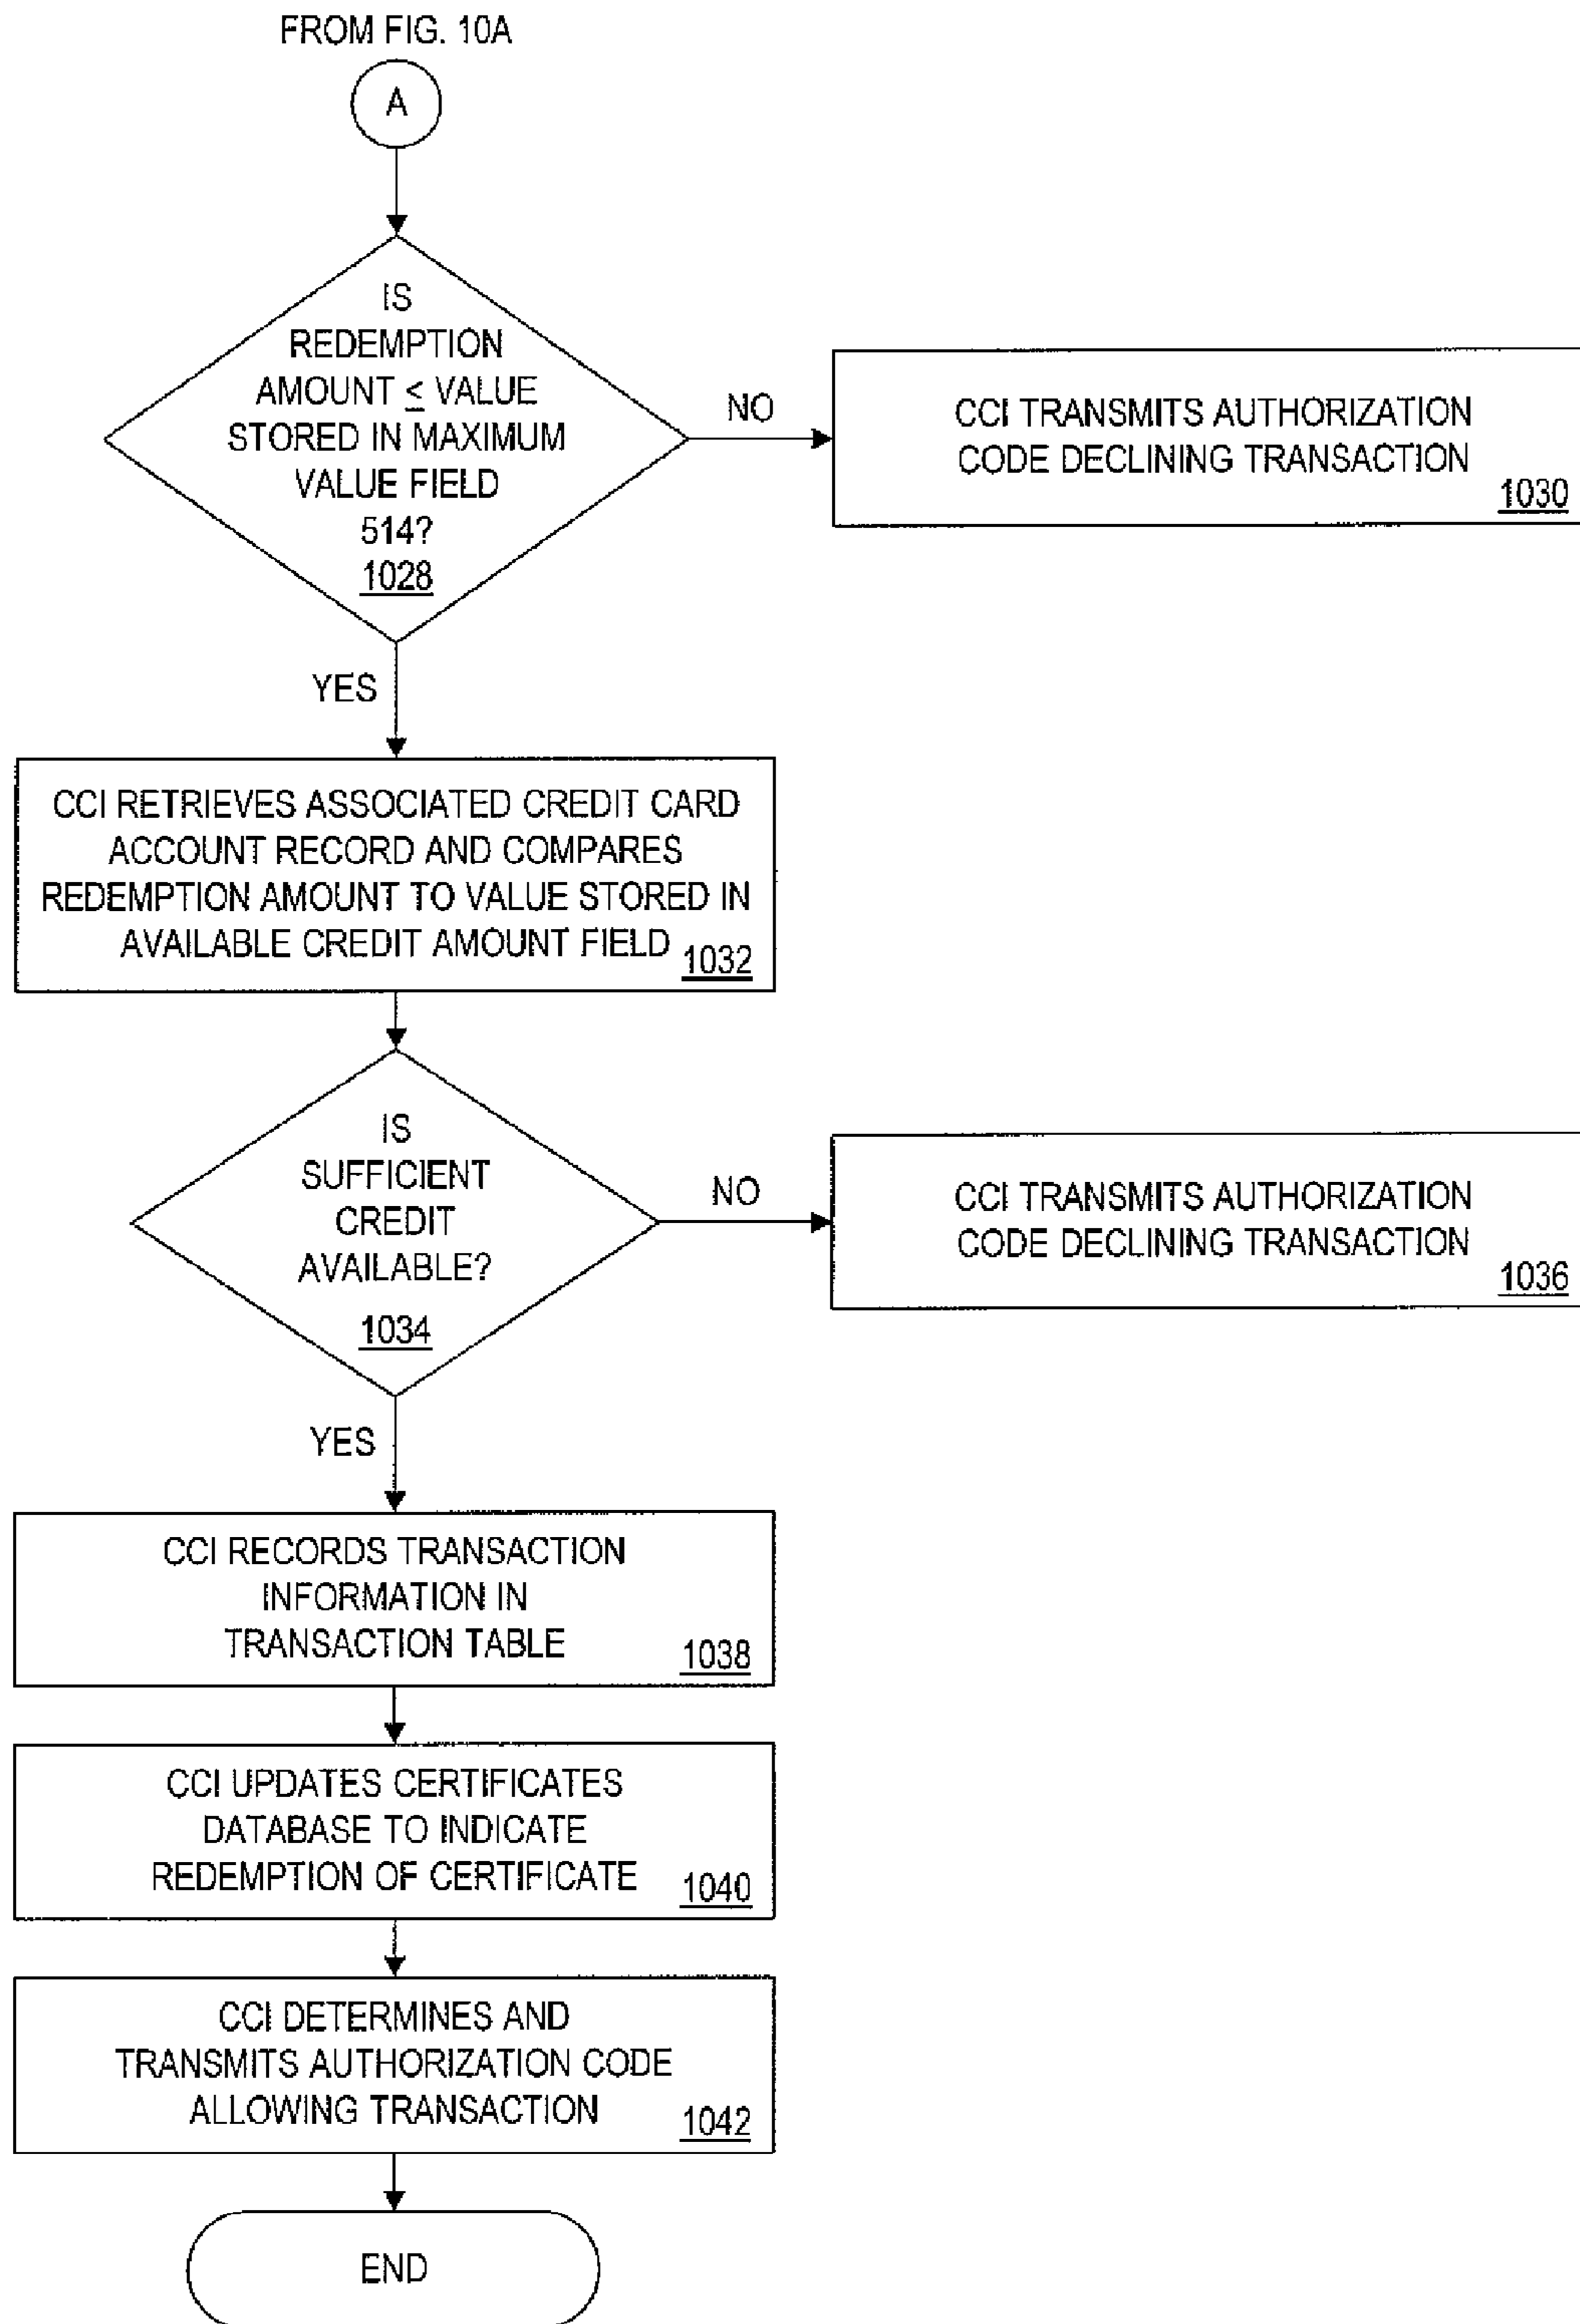 FROM FIG. 10A
A
IS
REDEMPTION
AMOUNT ≤ VALUE
STORED IN MAXIMUM
VALUE FIELD
514?
1028
NO
CCI TRANSMITS AUTHORIZATION
CODE DECLINING TRANSACTION
1030
YES
CCI RETRIEVES ASSOCIATED CREDIT CARD
ACCOUNT RECORD AND COMPARES
REDEMPTION AMOUNT TO VALUE STORED IN
AVAILABLE CREDIT AMOUNT FIELD 1032
IS
SUFFICIENT
CREDIT
AVAILABLE?
1034
NO
CCI TRANSMITS AUTHORIZATION
CODE DECLINING TRANSACTION
1036
YES
CCI RECORDS TRANSACTION
INFORMATION IN
TRANSACTION TABLE 1038
CCI UPDATES CERTIFICATES
DATABASE TO INDICATE
REDEMPTION OF CERTIFICATE 1040
CCI DETERMINES AND
TRANSMITS AUTHORIZATION CODE
ALLOWING TRANSACTION 1042
END